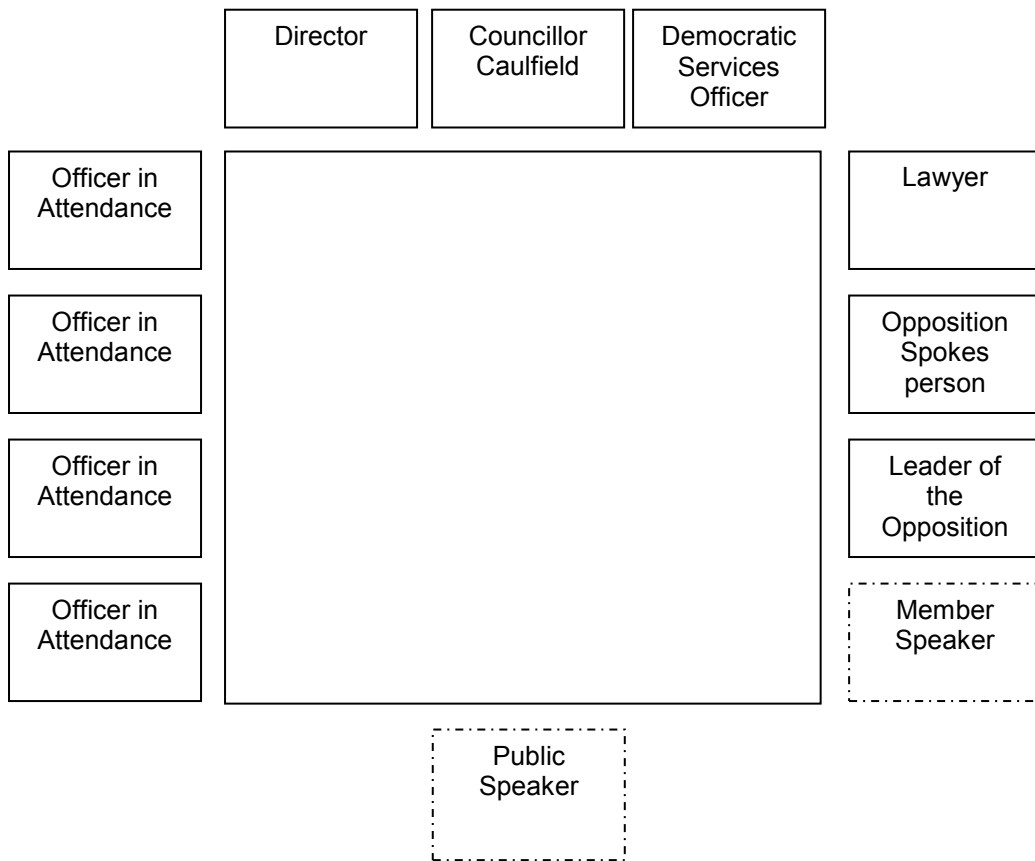 Director
Councillor
Caulfield
Democratic
Services
Officer
Officer in
Attendance
Lawyer
Officer in
Attendance
Opposition
Spokes
person
Officer in
Attendance
Leader of
the
Opposition
Officer in
Attendance
Member
Speaker
Public
Speaker